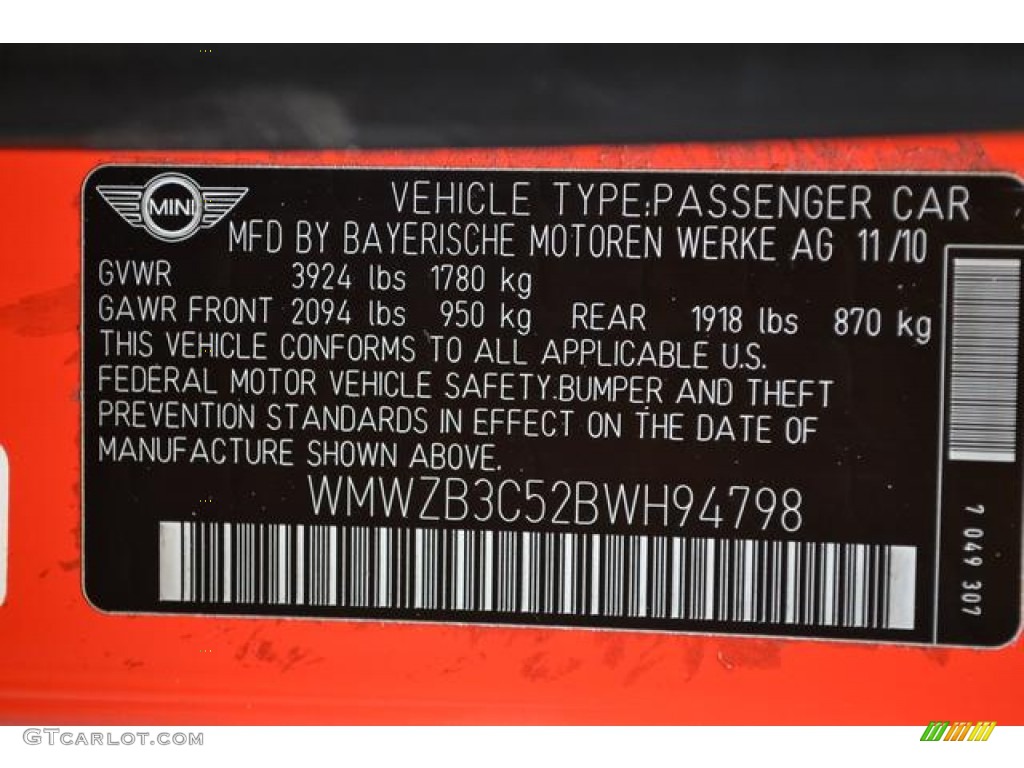 MINI
VEHICLE TYPE:PASSENGER CAR
MFD BY BAYERISCHE MOTOREN WERKE AG 11/10
GVWR 3924 lbs 1780 kg
GAWR FRONT 2094 lbs 950 kg REAR 1918 lbs 870 kg
THIS VEHICLE CONFORMS TO ALL APPLICABLE U.S.
FEDERAL MOTOR VEHICLE SAFETY.BUMPER AND THEFT
PREVENTION STANDARDS IN EFFECT ON THE DATE OF
MANUFACTURE SHOWN ABOVE.
WMWZB3C52BWH94798
7 049 307
GTCARLOT.COM